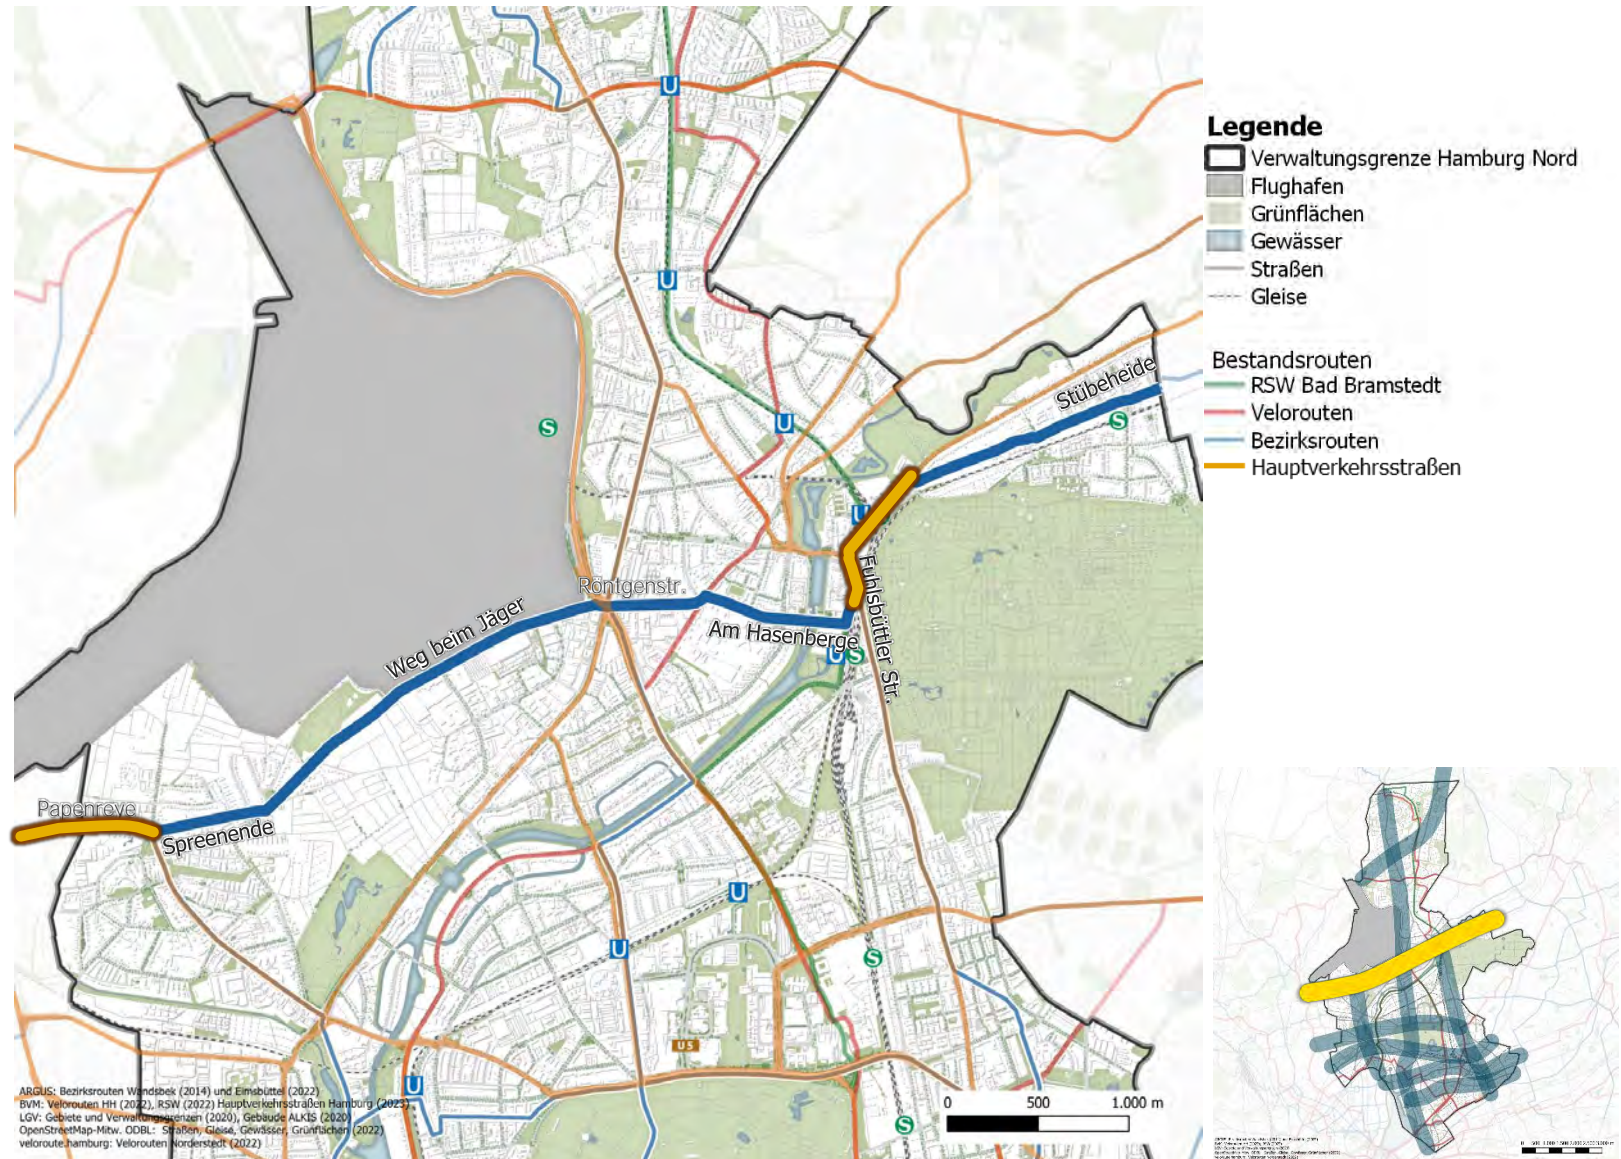 U
U
U
U
U
U
U
U
S
S
S
S
S
U5
Stübeheide
Fuhlsbüttler Str.
Röntgenstr.
Am Hasenberge
Weg beim Jäger
Papenreye
Spreenende
Legende
Verwaltungsgrenze Hamburg Nord
Flughafen
Grünflächen
Gewässer
Straßen
Gleise
Bestandsrouten
RSW Bad Bramstedt
Velorouten
Bezirksrouten
Hauptverkehrsstraßen
ARGUS: Bezirksrouten Wandsbek (2014) und Eimsbüttel (2022)
BVM: Velorouten HH (2022), RSW (2022) Hauptverkehrsstraßen Hamburg (2023)
LGV: Gebiete und Verwaltungsgrenzen (2020), Gebäude ALKIS (2020)
OpenStreetMap-Mitw. ODBL: Straßen, Gleise, Gewässer, Grünflächen (2022)
veloroute.hamburg: Velorouten Norderstedt (2022)
0 500 1.000 m